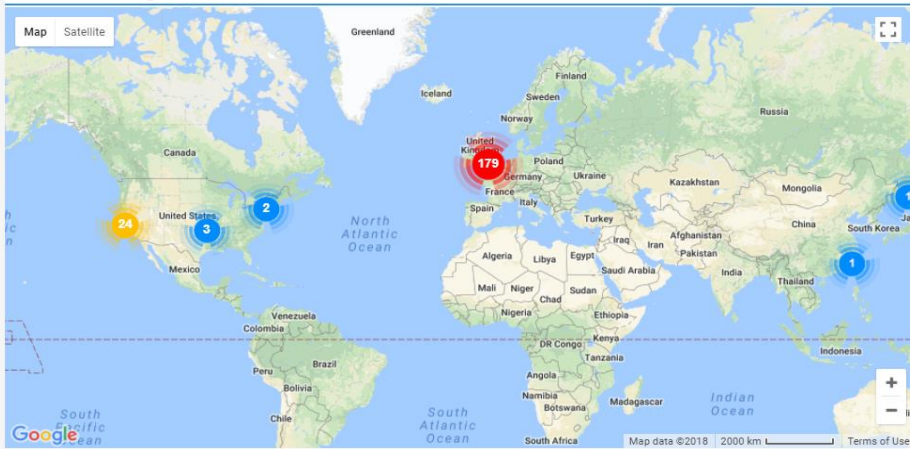 Map Satellite
Greenland
Iceland
Finland
Sweden
Norway
Russia
United
Kingdom
Canada
179
Poland
Germany
Ukraine
Kazakhstan
Mongolia
France
2
1
24
United States
3
North
Atlantic
Ocean
Spain
Italy
Turkey
China
South Korea
Ja
Afghanistan
Iraq
Iran
Pakistan
Algeria
Libya
Egypt
1
Mexico
Saudi Arabia
India
Thailand
Mali
Niger
Chad
Sudan
Venezuela
Nigeria
Ethiopia
Colombia
DR Congo
Kenya
Indonesia
Tanzania
Peru
Brazil
Angola
Bolivia
Namibia
Botswana
Madagascar
Indian
Ocean
South
Pacific
Ocean
Chile
South
Atlantic
Ocean
South Africa
+
−
Google
Map data ©2018
2000 km
Terms of Use